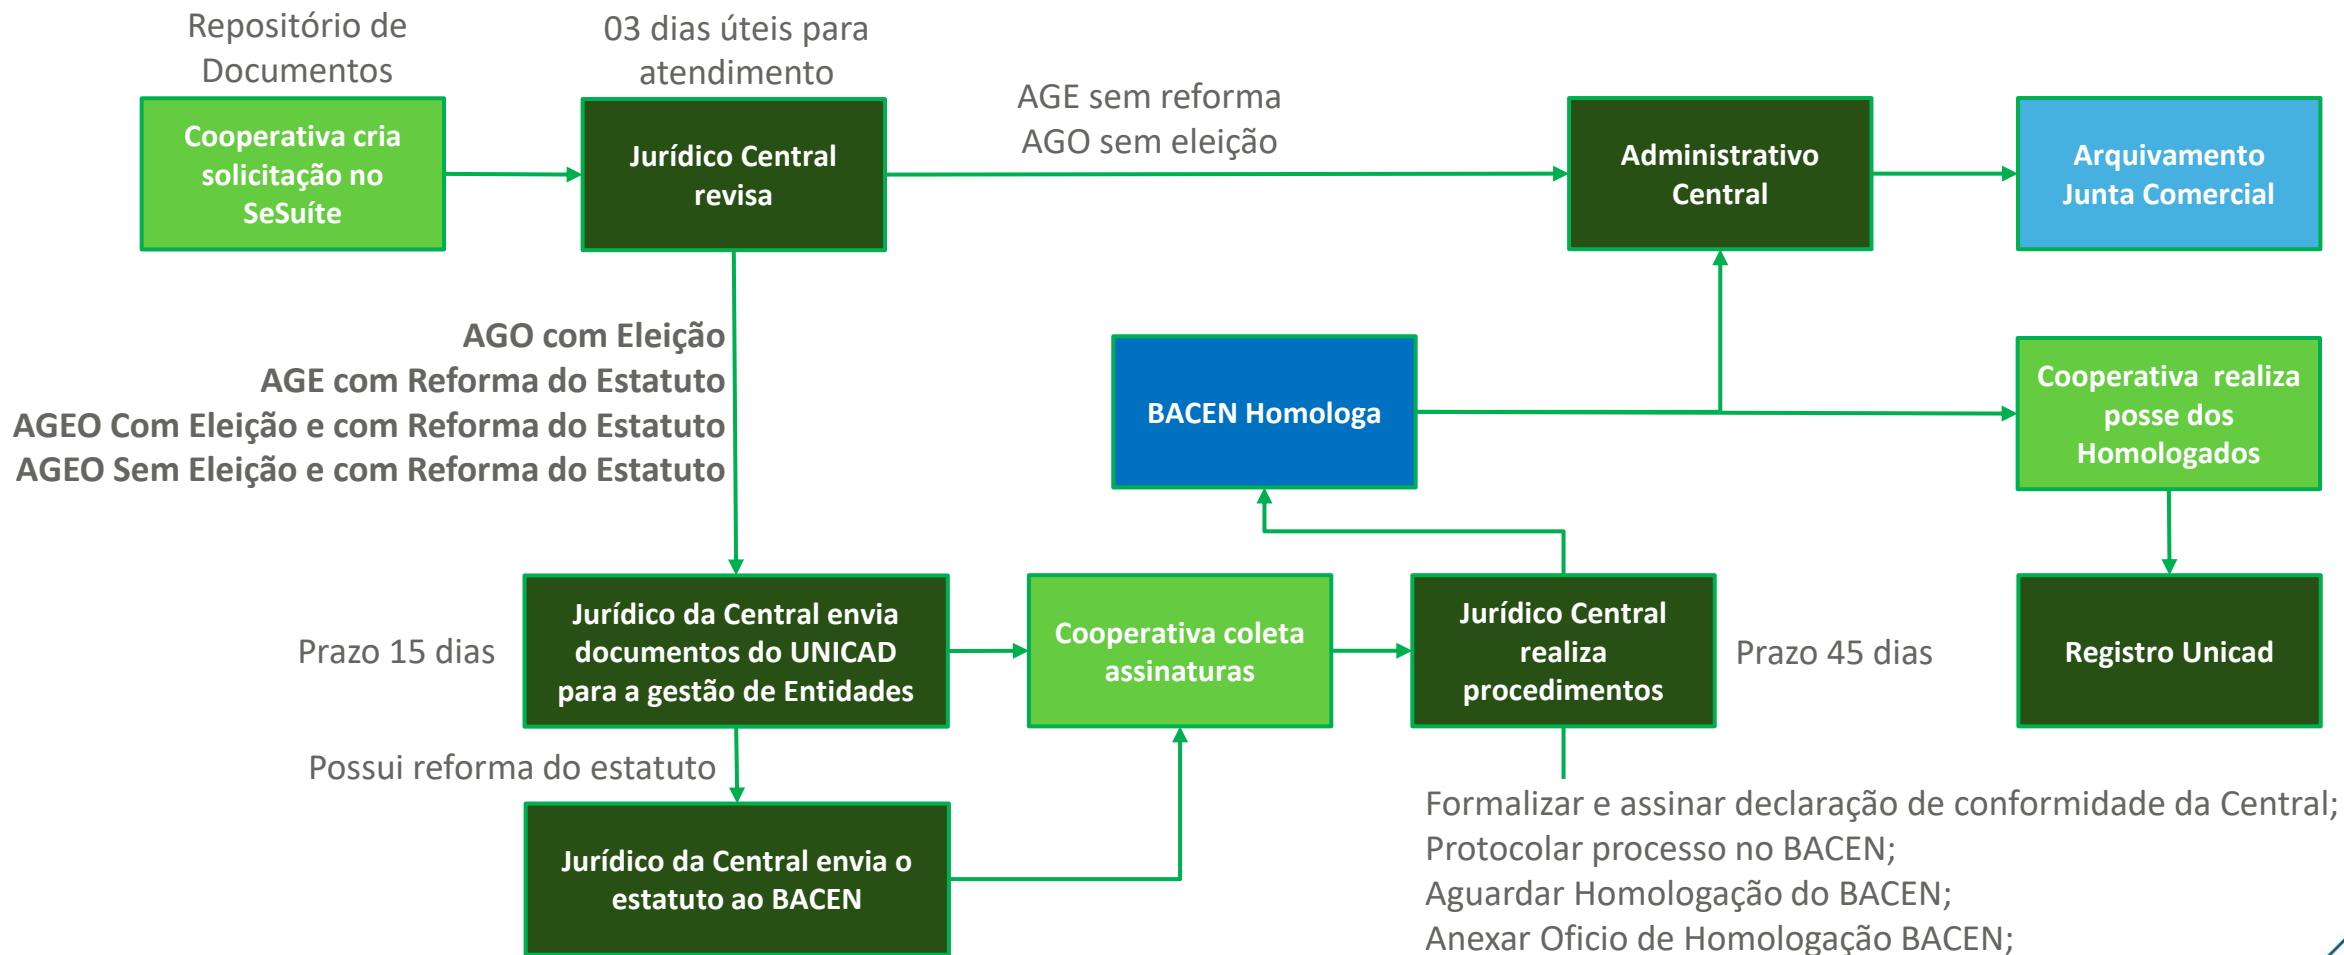 Repositório de
Documentos
03 dias úteis para
atendimento
Cooperativa cria
solicitação no
SeSuíte
Jurídico Central
revisa
AGE sem reforma
AGO sem eleição
Administrativo
Central
Arquivamento
Junta Comercial
AGO com Eleição
AGE com Reforma do Estatuto
AGEO Com Eleição e com Reforma do Estatuto
AGEO Sem Eleição e com Reforma do Estatuto
BACEN Homologa
Cooperativa realiza
posse dos
Homologados
Prazo 15 dias
Jurídico da Central envia
documentos do UNICAD
para a gestão de Entidades
Cooperativa coleta
assinaturas
Jurídico Central
realiza
procedimentos
Prazo 45 dias
Registro Unicad
Possui reforma do estatuto
Jurídico da Central envia o
estatuto ao BACEN
Formalizar e assinar declaração de conformidade da Central;
Protocolar processo no BACEN;
Aguardar Homologação do BACEN;
Anexar Oficio de Homologação BACEN;